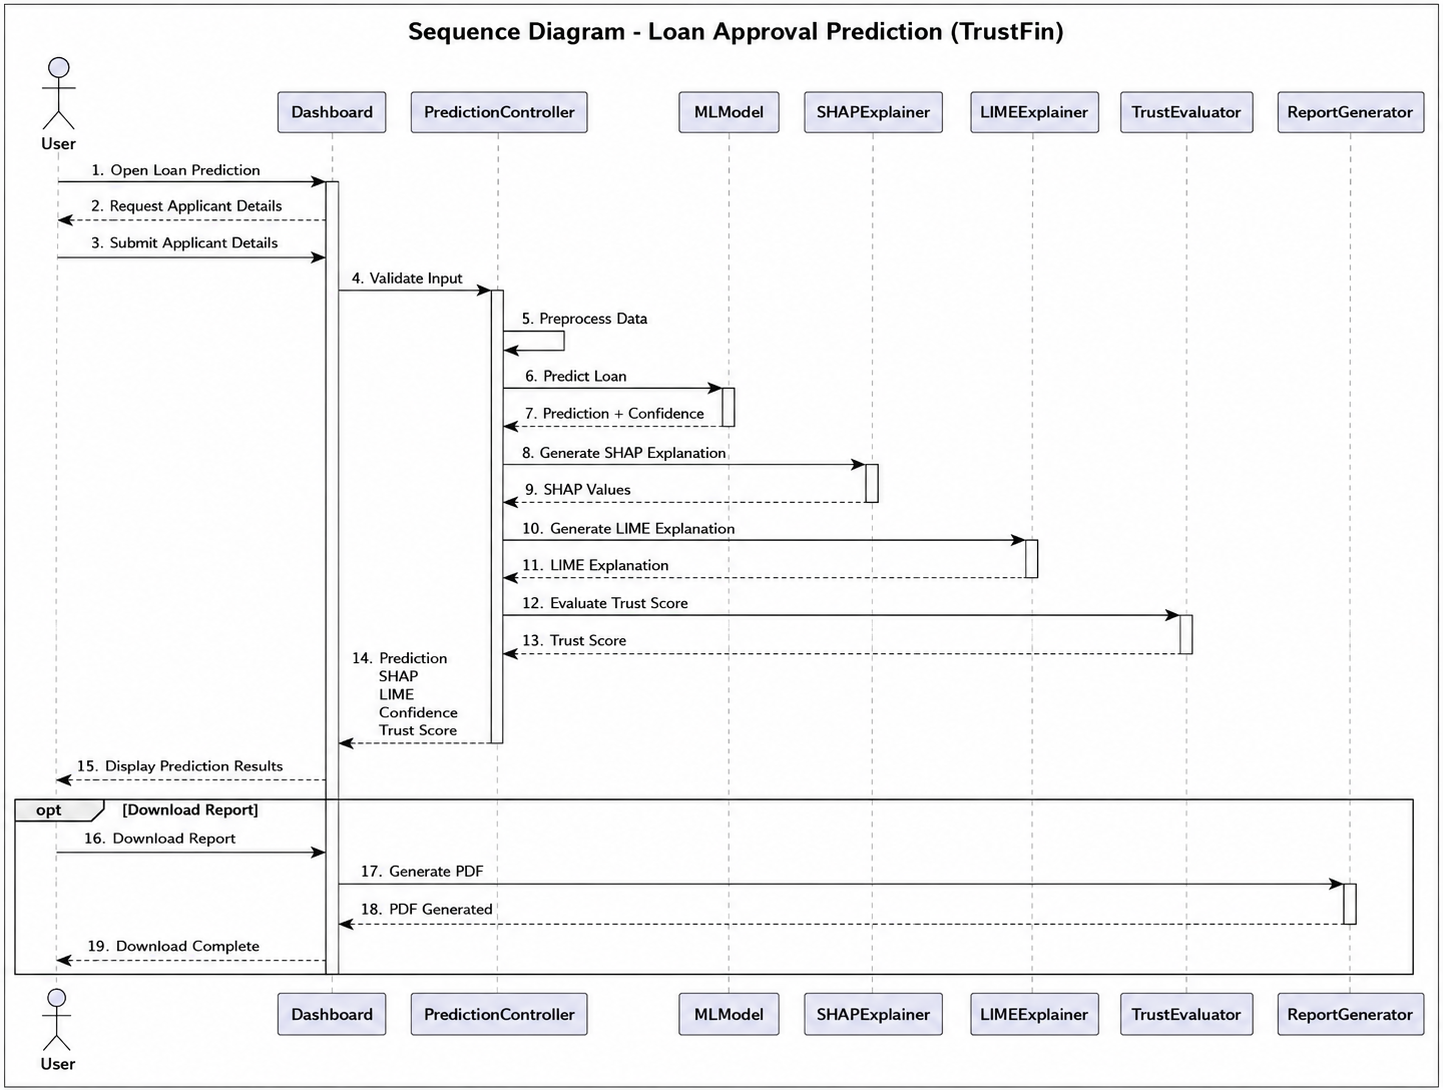 Sequence Diagram - Loan Approval Prediction (TrustFin)
User
Dashboard
PredictionController
MLModel
SHAPExplainer
LIMEExplainer
TrustEvaluator
ReportGenerator
1. Open Loan Prediction
2. Request Applicant Details
3. Submit Applicant Details
4. Validate Input
5. Preprocess Data
6. Predict Loan
7. Prediction + Confidence
8. Generate SHAP Explanation
9. SHAP Values
10. Generate LIME Explanation
11. LIME Explanation
12. Evaluate Trust Score
13. Trust Score
14. Prediction
SHAP
LIME
Confidence
Trust Score
15. Display Prediction Results
opt [Download Report]
16. Download Report
17. Generate PDF
18. PDF Generated
19. Download Complete
User
Dashboard
PredictionController
MLModel
SHAPExplainer
LIMEExplainer
TrustEvaluator
ReportGenerator